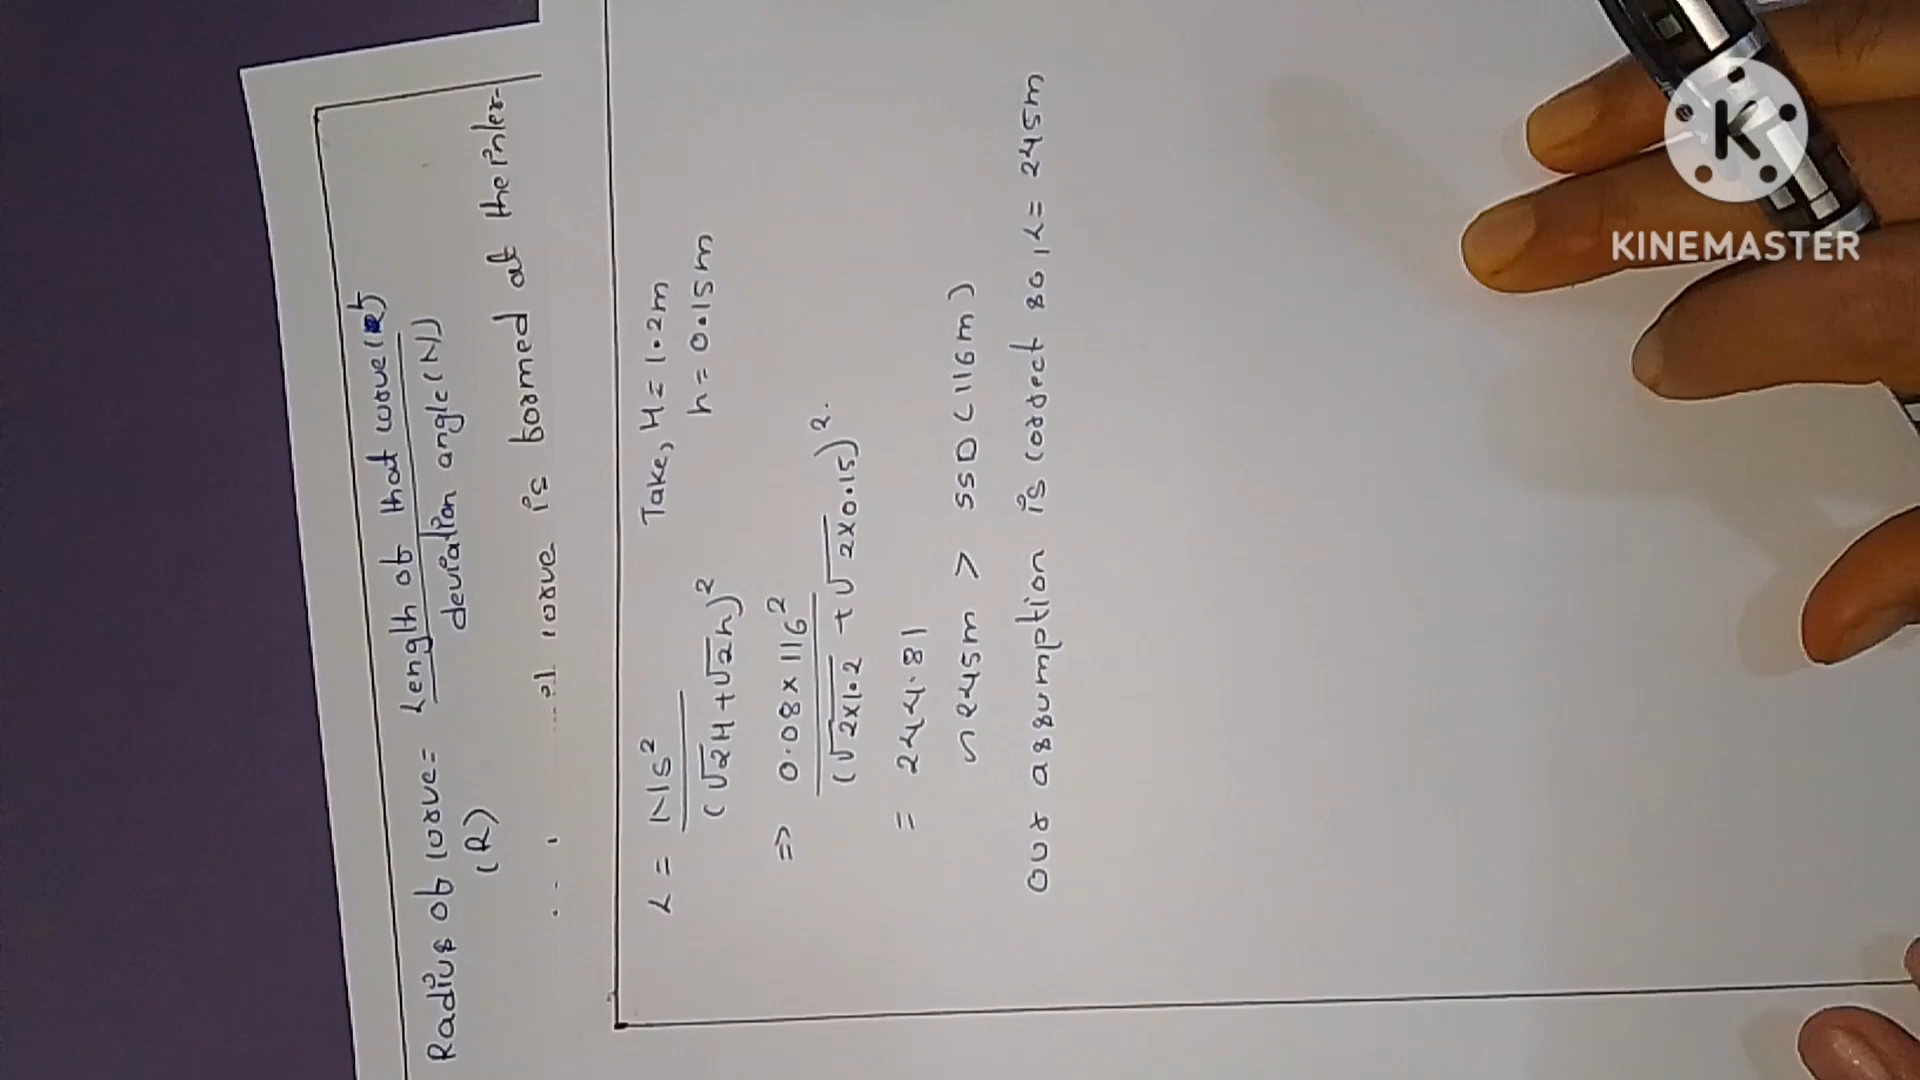 Radius of curve = Length of that curve(
(R) deviation angle(N)
curve is formed at the inter-
L = NS²
(√2H+√2h)²
Take, H = 1.2m
h = 0.15m
=> 0.08×116²
(√2×1.2 + √2×0.15)².
= 244.81
≈ 245m > SSD(116m)
our assumption is correct so, L = 245m
KINEMASTER